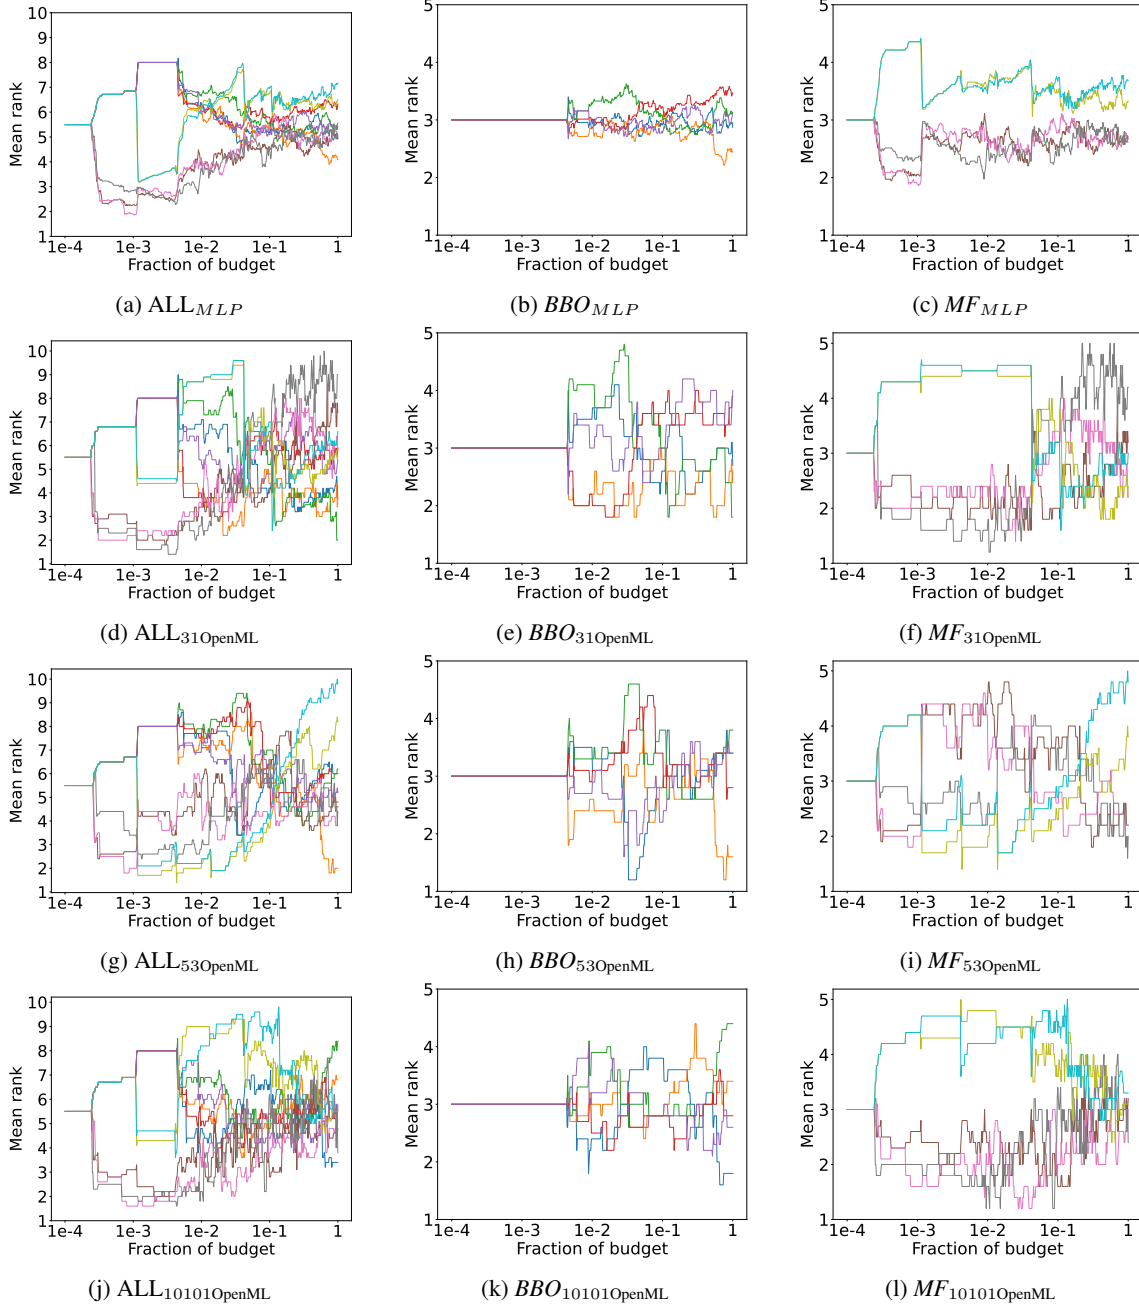 10
9
8
7
6
5
4
3
2
1
Mean rank
1e-4 1e-3 1e-2 1e-1 1
Fraction of budget
(a) ALL_MLP
5
4
3
2
1
Mean rank
1e-4 1e-3 1e-2 1e-1 1
Fraction of budget
(b) BBO_MLP
5
4
3
2
1
Mean rank
1e-4 1e-3 1e-2 1e-1 1
Fraction of budget
(c) MF_MLP
10
9
8
7
6
5
4
3
2
1
Mean rank
1e-4 1e-3 1e-2 1e-1 1
Fraction of budget
(d) ALL_31OpenML
5
4
3
2
1
Mean rank
1e-4 1e-3 1e-2 1e-1 1
Fraction of budget
(e) BBO_31OpenML
5
4
3
2
1
Mean rank
1e-4 1e-3 1e-2 1e-1 1
Fraction of budget
(f) MF_31OpenML
10
9
8
7
6
5
4
3
2
1
Mean rank
1e-4 1e-3 1e-2 1e-1 1
Fraction of budget
(g) ALL_53OpenML
5
4
3
2
1
Mean rank
1e-4 1e-3 1e-2 1e-1 1
Fraction of budget
(h) BBO_53OpenML
5
4
3
2
1
Mean rank
1e-4 1e-3 1e-2 1e-1 1
Fraction of budget
(i) MF_53OpenML
10
9
8
7
6
5
4
3
2
1
Mean rank
1e-4 1e-3 1e-2 1e-1 1
Fraction of budget
(j) ALL_10101OpenML
5
4
3
2
1
Mean rank
1e-4 1e-3 1e-2 1e-1 1
Fraction of budget
(k) BBO_10101OpenML
5
4
3
2
1
Mean rank
1e-4 1e-3 1e-2 1e-1 1
Fraction of budget
(l) MF_10101OpenML